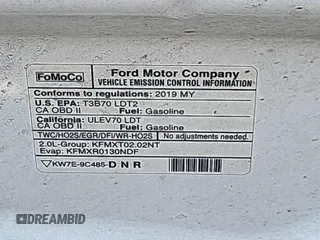 FoMoCo
Ford Motor Company
VEHICLE EMISSION CONTROL INFORMATION
Conforms to regulations: 2019 MY
U.S. EPA: T3B70 LDT2
CA OBD II Fuel: Gasoline
California: ULEV70 LDT
CA OBD II Fuel: Gasoline
TWC/HO2S/EGR/DFI/WR-HO2S No adjustments needed.
2.0L-Group: KFMXT02.02NT
Evap: KFMXR0130NDF
KW7E-9C485-DNR
DREAMBID